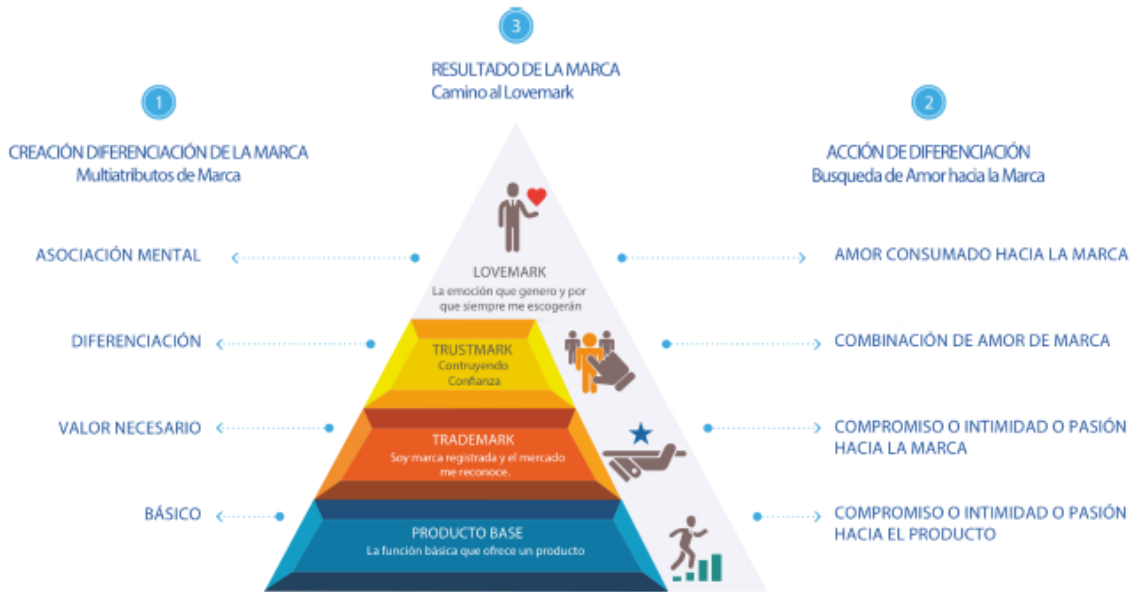 3
RESULTADO DE LA MARCA
Camino al Lovemark
1
CREACIÓN DIFERENCIACIÓN DE LA MARCA
Multiatributos de Marca
2
ACCIÓN DE DIFERENCIACIÓN
Busqueda de Amor hacia la Marca
ASOCIACIÓN MENTAL
LOVEMARK
La emoción que genero y por
que siempre me escogerán
AMOR CONSUMADO HACIA LA MARCA
DIFERENCIACIÓN
TRUSTMARK
Contruyendo
Confianza
COMBINACIÓN DE AMOR DE MARCA
VALOR NECESARIO
TRADEMARK
Soy marca registrada y el mercado
me reconoce.
COMPROMISO O INTIMIDAD O PASIÓN
HACIA LA MARCA
BÁSICO
PRODUCTO BASE
La función básica que ofrece un producto
COMPROMISO O INTIMIDAD O PASIÓN
HACIA EL PRODUCTO